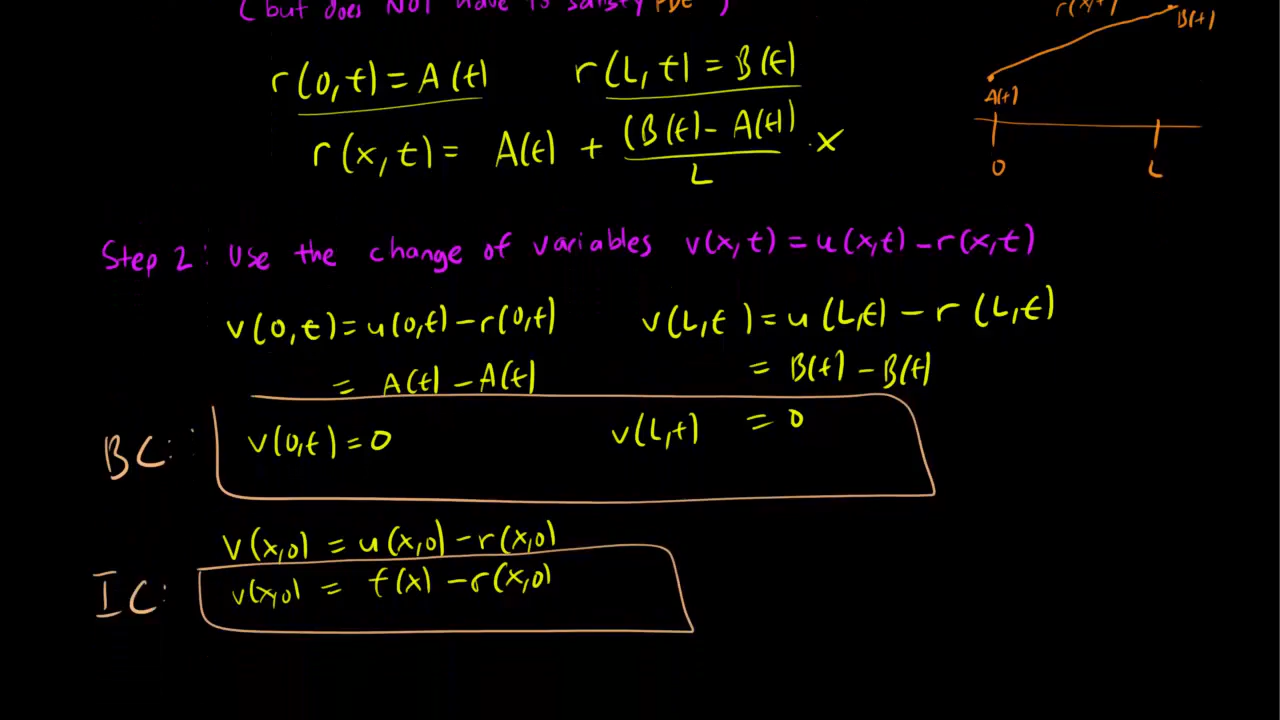 (but does NOT have to satisfy PDE)
r(x,t)
B(t)
r(0,t) = A(t) r(L,t) = B(t)
A(t)
r(x,t) = A(t) + (B(t) - A(t)) / L · x
0 L
Step 2: Use the change of variables v(x,t) = u(x,t) - r(x,t)
v(0,t) = u(0,t) - r(0,t) v(L,t) = u(L,t) - r(L,t)
= A(t) - A(t) = B(t) - B(t)
BC: v(0,t) = 0 v(L,t) = 0
v(x,0) = u(x,0) - r(x,0)
IC: v(x,0) = f(x) - r(x,0)